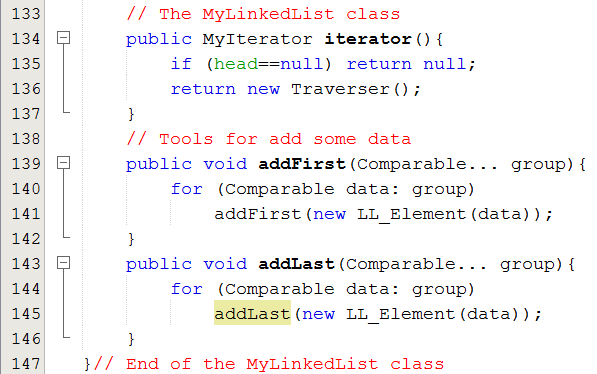 133 // The MyLinkedList class
134 public MyIterator iterator(){
135 if (head==null) return null;
136 return new Traverser();
137 }
138 // Tools for add some data
139 public void addFirst(Comparable... group){
140 for (Comparable data: group)
141 addFirst(new LL_Element(data));
142 }
143 public void addLast(Comparable... group){
144 for (Comparable data: group)
145 addLast(new LL_Element(data));
146 }
147 }// End of the MyLinkedList class